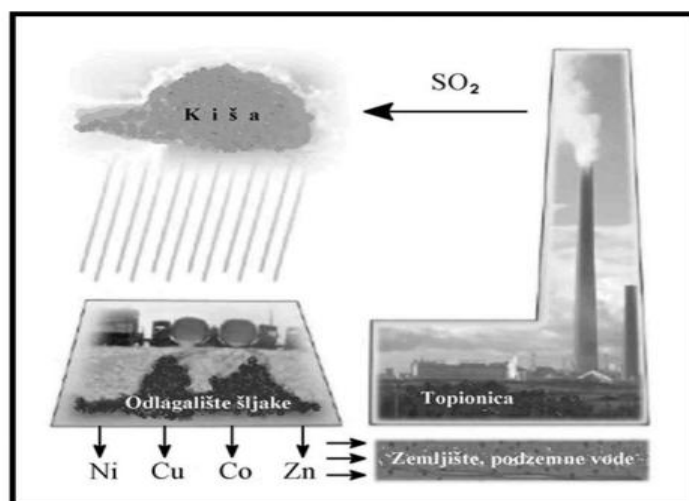 SO₂
K i š a
Odlagalište šljake
Topionica
Ni Cu Co Zn
Zemljište, podzemne vode